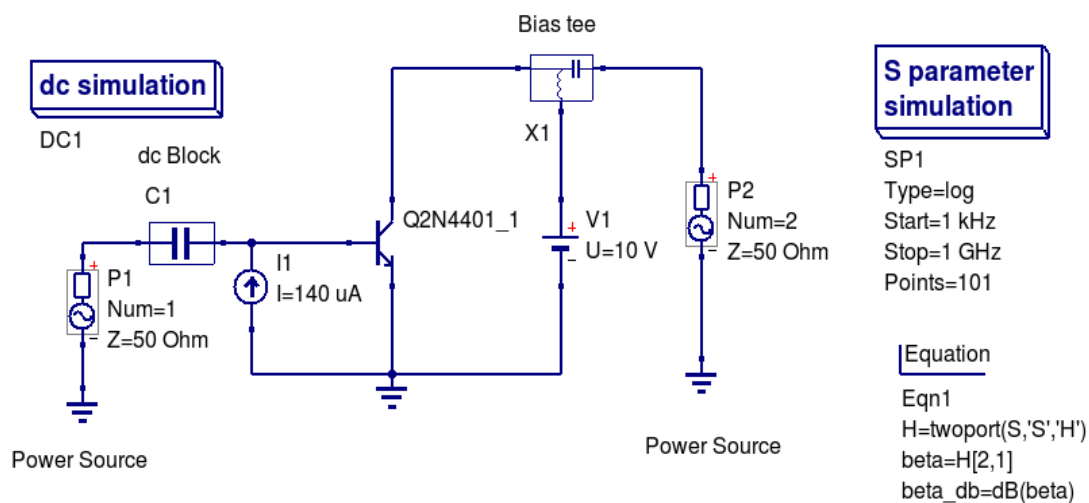 Bias tee
dc simulation
DC1
dc Block
C1
X1
S parameter
simulation
SP1
Type=log
Start=1 kHz
Stop=1 GHz
Points=101
Q2N4401_1
+
P1
Num=1
Z=50 Ohm
-
I1
I=140 uA
+
V1
U=10 V
-
+
P2
Num=2
Z=50 Ohm
-
Equation
Eqn1
H=twoport(S,'S','H')
beta=H[2,1]
beta_db=dB(beta)
Power Source
Power Source